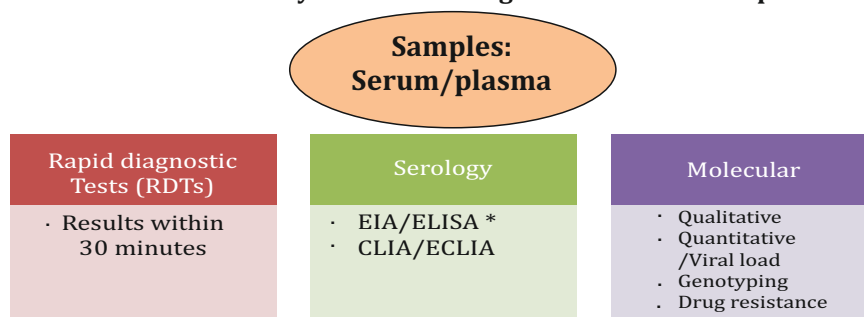 Samples:
Serum/plasma
Rapid diagnostic
Tests (RDTs)
· Results within
30 minutes
Serology
· EIA/ELISA *
· CLIA/ECLIA
Molecular
· Qualitative
· Quantitative
/Viral load
. Genotyping
. Drug resistance